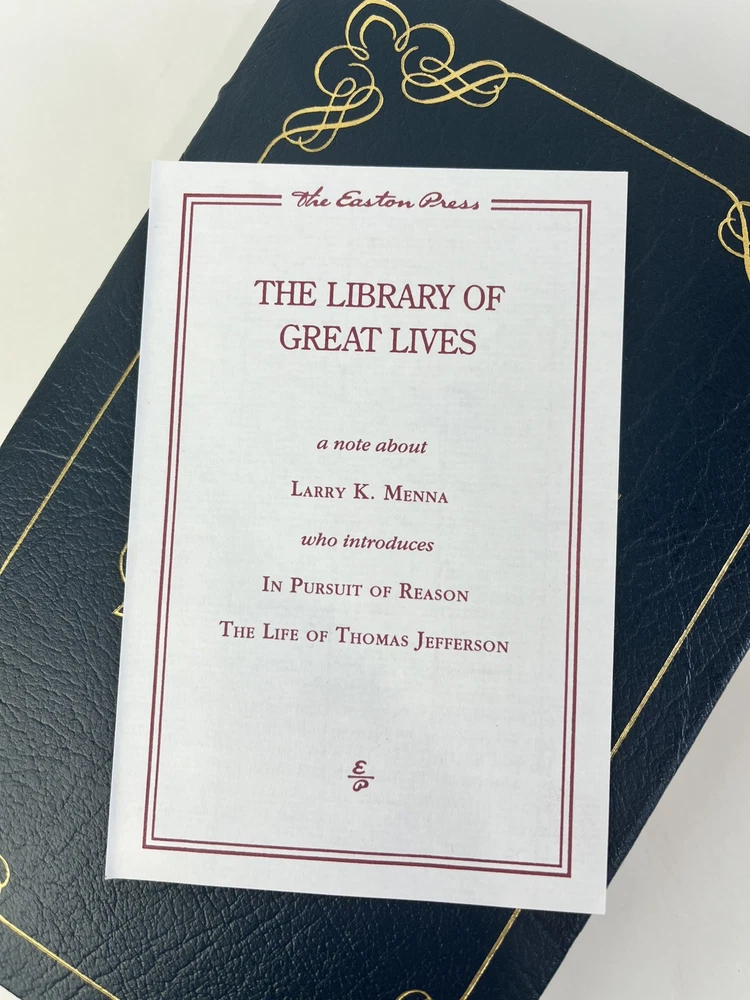 The Easton Press
THE LIBRARY OF
GREAT LIVES
a note about
LARRY K. MENNA
who introduces
IN PURSUIT OF REASON
THE LIFE OF THOMAS JEFFERSON
E
P